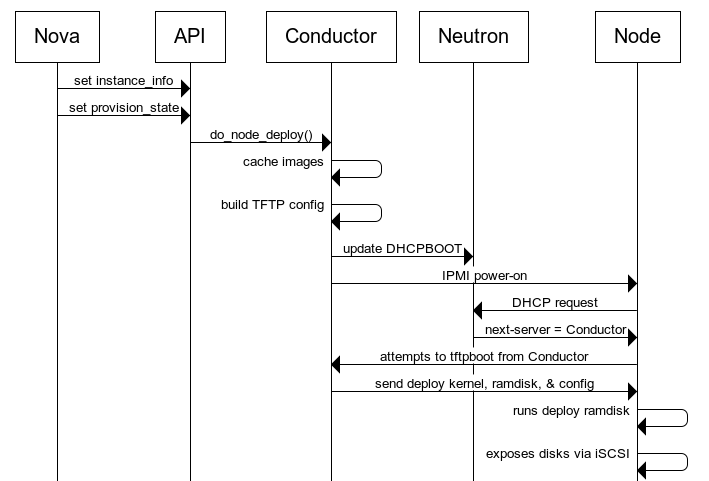 Nova
API
Conductor
Neutron
Node
set instance_info
set provision_state
do_node_deploy()
cache images
build TFTP config
update DHCPBOOT
IPMI power-on
DHCP request
next-server = Conductor
attempts to tftpboot from Conductor
send deploy kernel, ramdisk, & config
runs deploy ramdisk
exposes disks via iSCSI